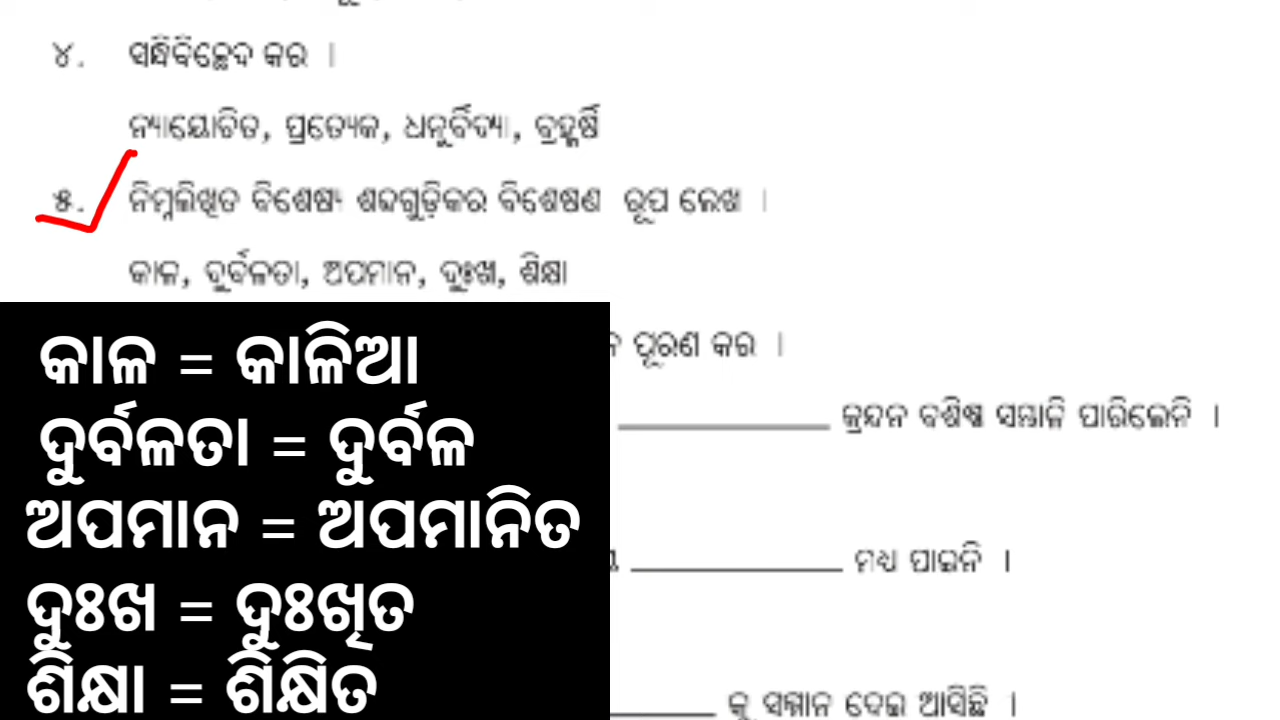 ୪. ସନ୍ଧିବିଚ୍ଛେଦ କର ।
ନ୍ୟାୟୋଚିତ, ପ୍ରତ୍ୟେକ, ଧନୁର୍ବିଦ୍ୟା, ବ୍ରହ୍ମର୍ଷି
୫. ନିମ୍ନଲିଖିତ ବିଶେଷ୍ୟ ଶବ୍ଦଗୁଡ଼ିକର ବିଶେଷଣ ରୂପ ଲେଖ ।
କାଳ, ଦୁର୍ବଳତା, ଅପମାନ, ଦୁଃଖ, ଶିକ୍ଷା
ପୂରଣ କର ।
କ୍ରନ୍ଦନ ବଶିଷ୍ଠ ସମ୍ଭାଳି ପାରିଲେନି ।
ମଧ୍ୟ ପାଇନି ।
କୁ ସମ୍ମାନ ଦେଇ ଆସିଛି ।
କାଳ = କାଳିଆ
ଦୁର୍ବଳତା = ଦୁର୍ବଳ
ଅପମାନ = ଅପମାନିତ
ଦୁଃଖ = ଦୁଃଖିତ
ଶିକ୍ଷା = ଶିକ୍ଷିତ